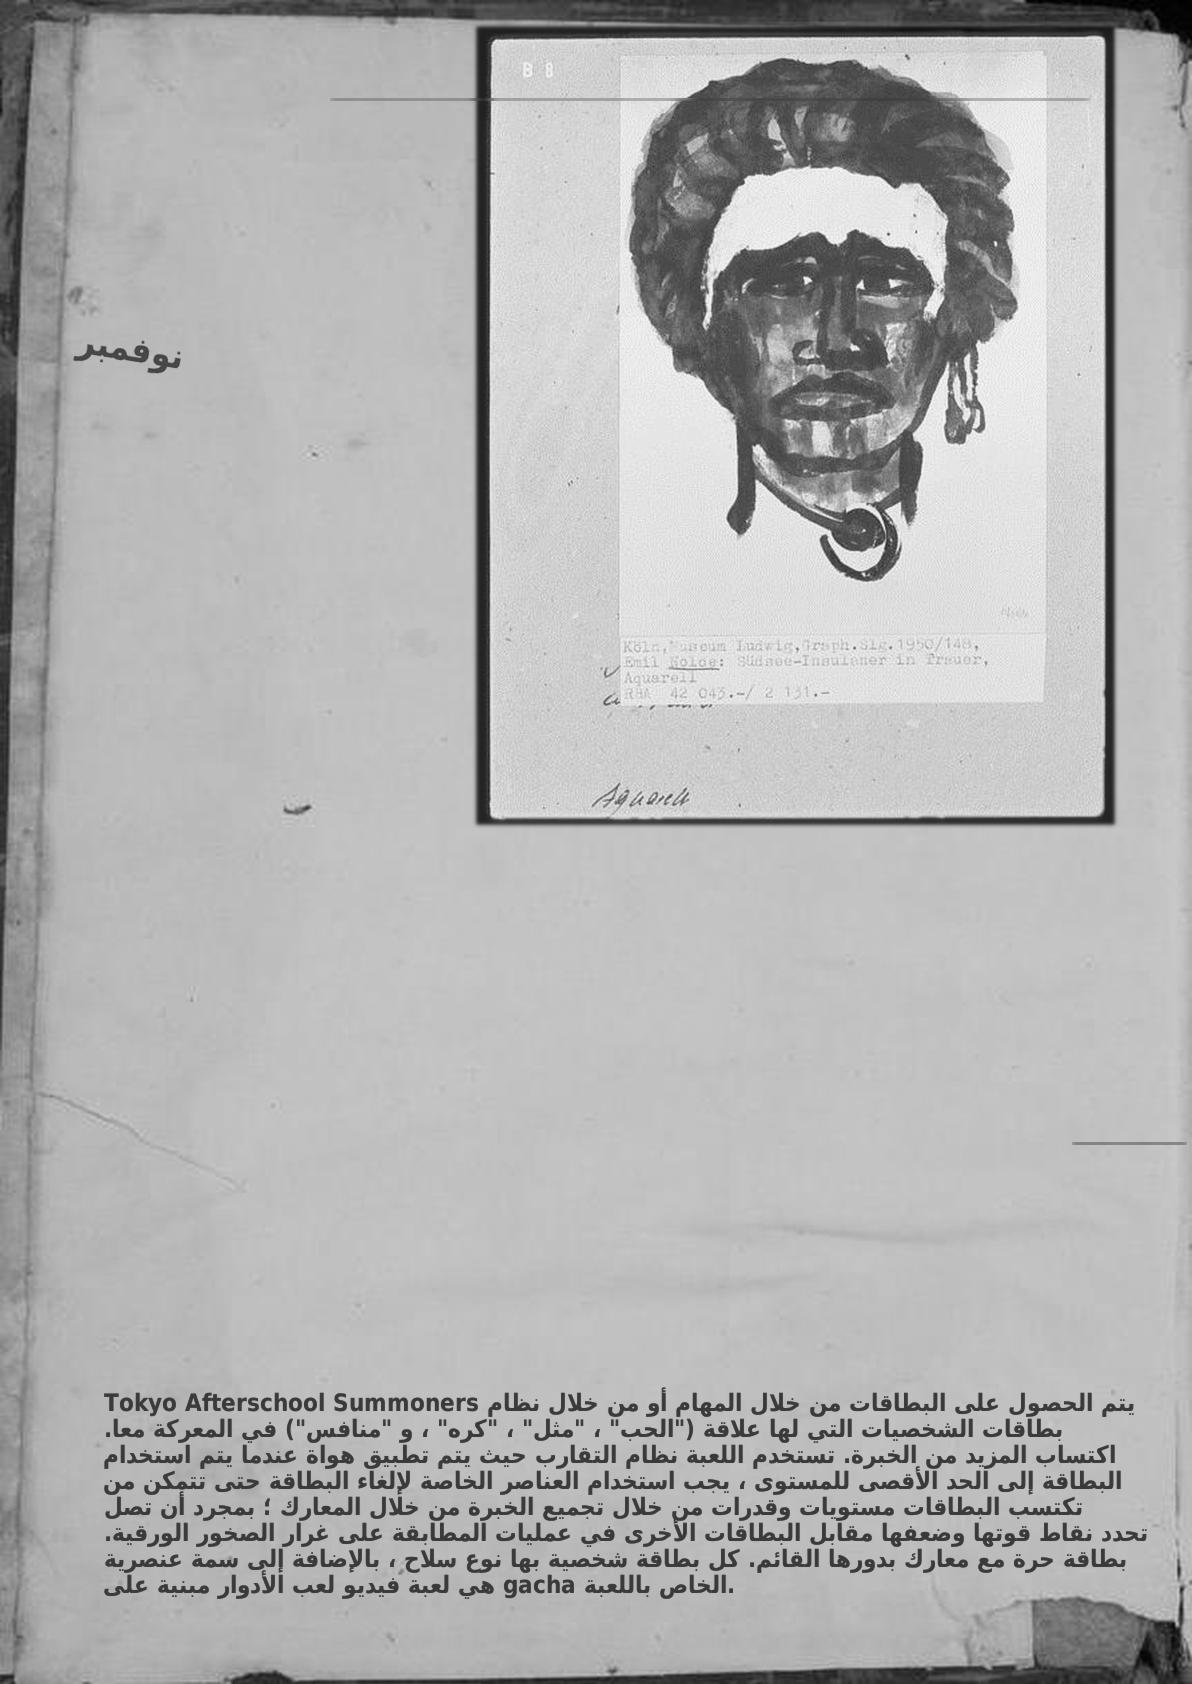 B 8
نوفمبر
Köln,Museum Ludwig,Graph.Slg.1950/148,
Emil Nolde: Südsee-Insulaner in Trauer,
Aquarell
RBA 42 043.-/ 2 131.-
Aquarell
Tokyo Afterschool Summoners يتم الحصول على البطاقات من خلال المهام أو من خلال نظام
بطاقات الشخصيات التي لها علاقة ("الحب" ، "مثل" ، "كره" ، و "منافس") في المعركة معا.
اكتساب المزيد من الخبرة. تستخدم اللعبة نظام التقارب حيث يتم تطبيق هواة عندما يتم استخدام
البطاقة إلى الحد الأقصى للمستوى ، يجب استخدام العناصر الخاصة لإلغاء البطاقة حتى تتمكن من
تكتسب البطاقات مستويات وقدرات من خلال تجميع الخبرة من خلال المعارك ؛ بمجرد أن تصل
تحدد نقاط قوتها وضعفها مقابل البطاقات الأخرى في عمليات المطابقة على غرار الصخور الورقية.
بطاقة حرة مع معارك بدورها القائم. كل بطاقة شخصية بها نوع سلاح ، بالإضافة إلى سمة عنصرية
هي لعبة فيديو لعب الأدوار مبنية على gacha الخاص باللعبة.